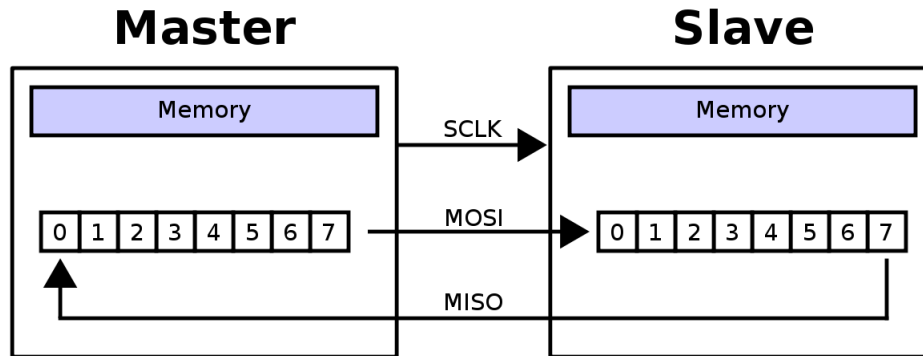 Master Slave
Memory Memory
SCLK
0 1 2 3 4 5 6 7 MOSI 0 1 2 3 4 5 6 7
MISO